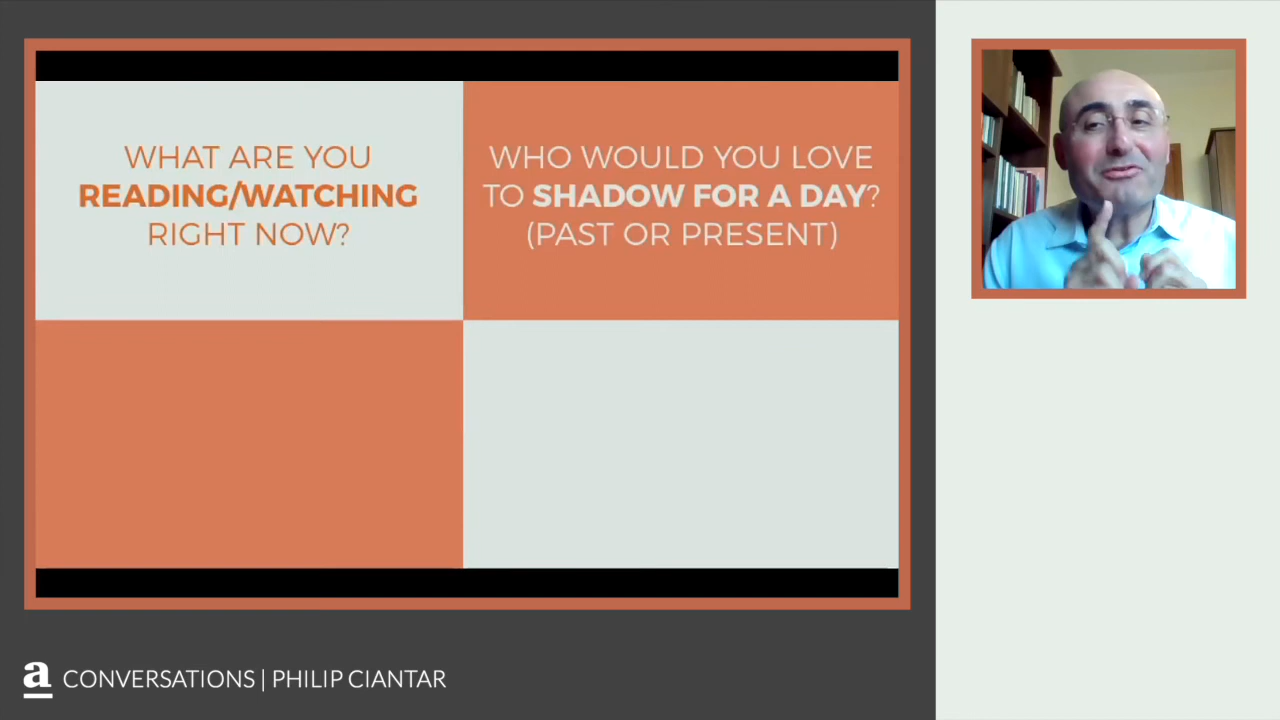 WHAT ARE YOU
READING/WATCHING
RIGHT NOW?
WHO WOULD YOU LOVE
TO SHADOW FOR A DAY?
(PAST OR PRESENT)
a CONVERSATIONS | PHILIP CIANTAR